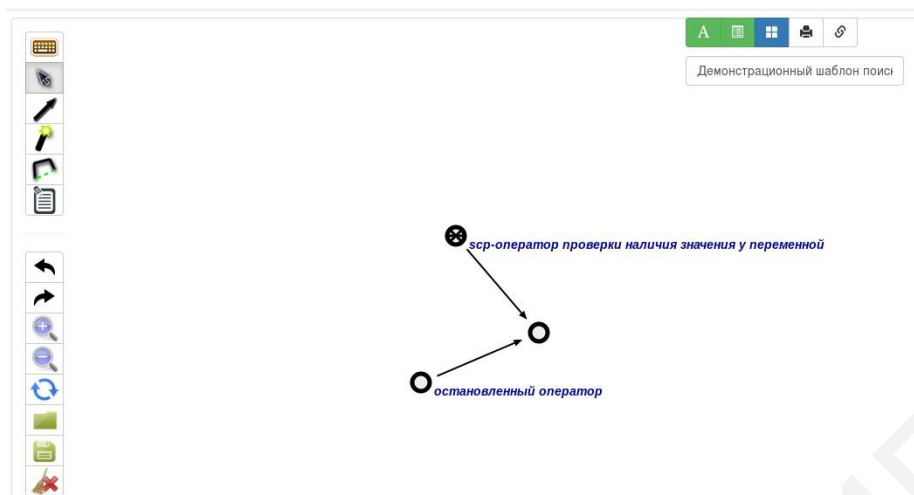 A
Демонстрационный шаблон поиск
scp-оператор проверки наличия значения у переменной
остановленный оператор